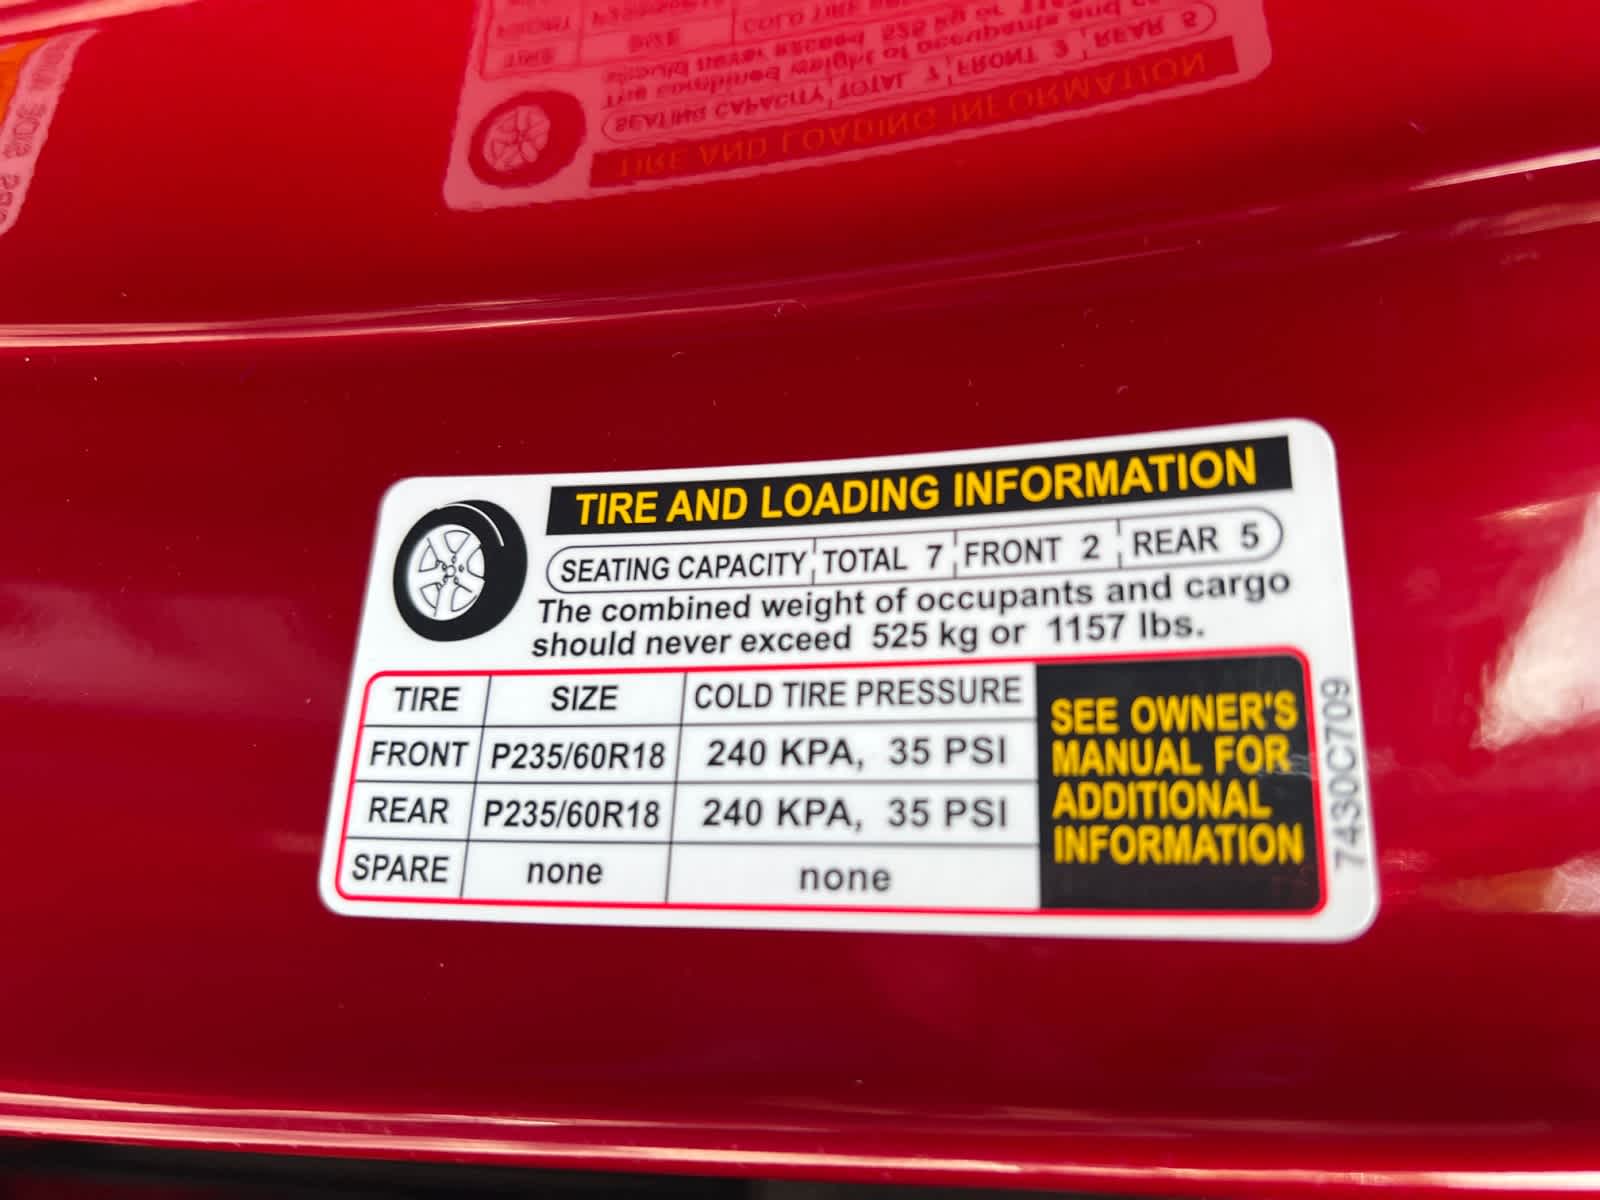 TIRE AND LOADING INFORMATION
SEATING CAPACITY TOTAL 7 FRONT 2 REAR 5
The combined weight of occupants and cargo
should never exceed 525 kg or 1157 lbs.
TIRE SIZE COLD TIRE PRESSURE
FRONT P235/60R18 240 KPA, 35 PSI
REAR P235/60R18 240 KPA, 35 PSI
SPARE none none
SEE OWNER'S
MANUAL FOR
ADDITIONAL
INFORMATION
7430C709